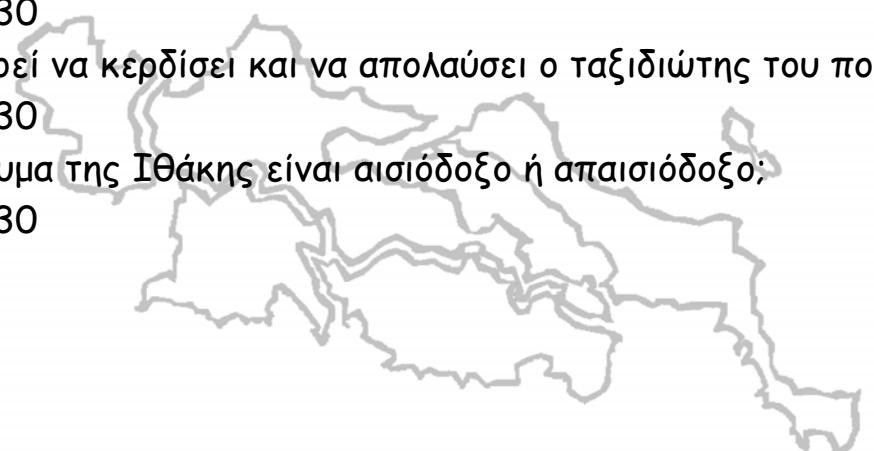 30
ρεί να κερδίσει και να απολαύσει ο ταξιδιώτης του πο
30
υμα της Ιθάκης είναι αισιόδοξο ή απαισιόδοξο;
30